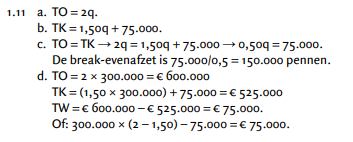 1.11 a. TO = 2q.
b. TK = 1,50q + 75.000.
c. TO = TK → 2q = 1,50q + 75.000 → 0,50q = 75.000.
De break-evenafzet is 75.000/0,5 = 150.000 pennen.
d. TO = 2 × 300.000 = € 600.000
TK = (1,50 × 300.000) + 75.000 = € 525.000
TW = € 600.000 – € 525.000 = € 75.000.
Of: 300.000 × (2 – 1,50) – 75.000 = € 75.000.